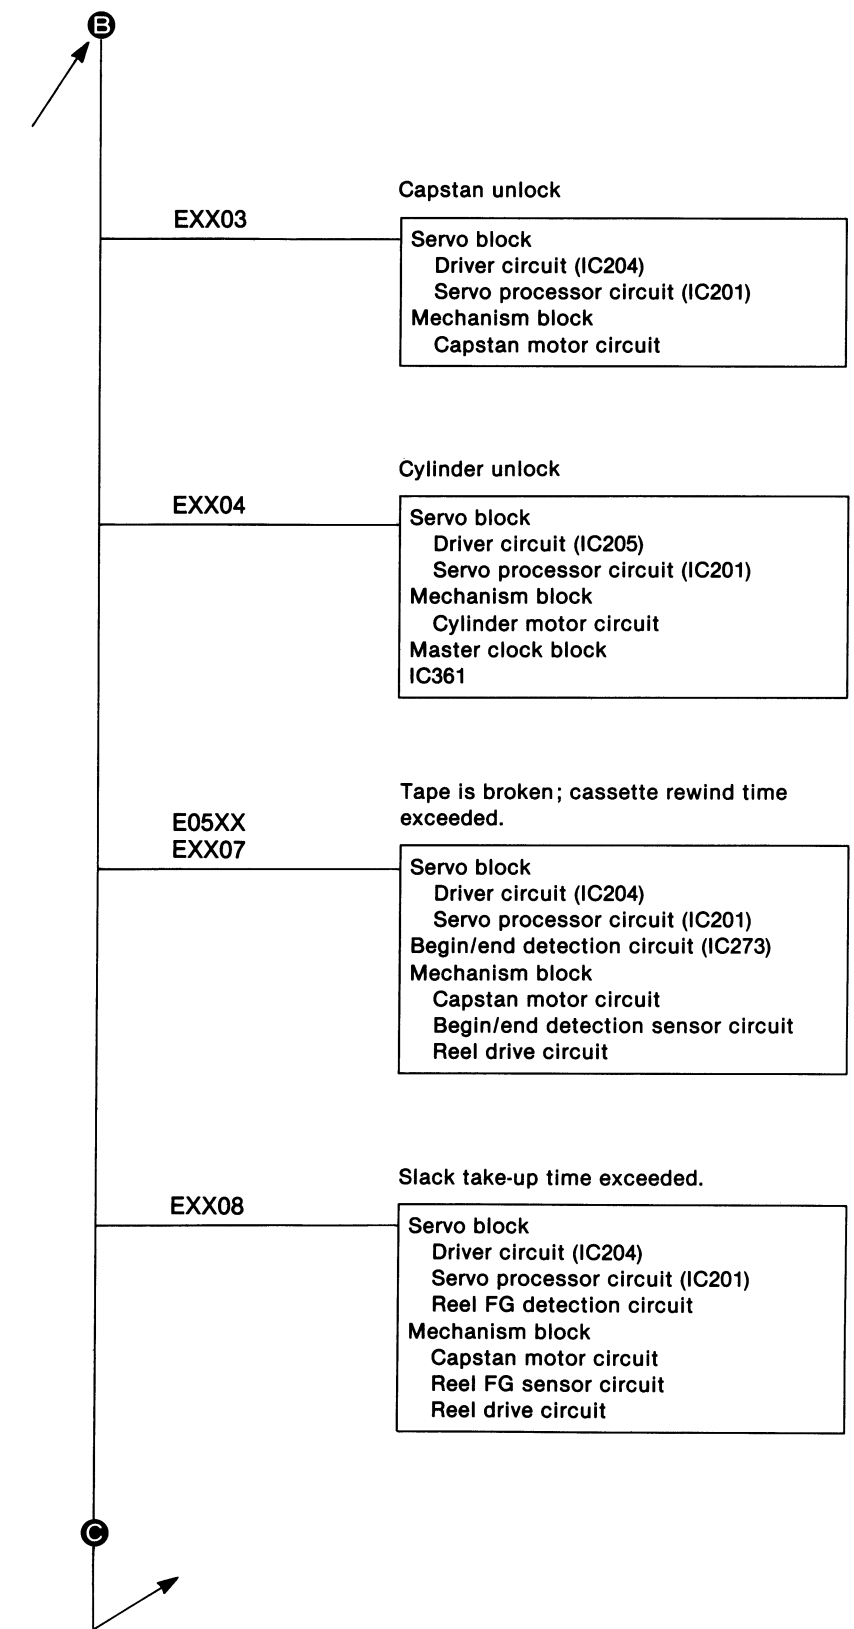 B
Capstan unlock
EXX03
Servo block
Driver circuit (IC204)
Servo processor circuit (IC201)
Mechanism block
Capstan motor circuit
Cylinder unlock
EXX04
Servo block
Driver circuit (IC205)
Servo processor circuit (IC201)
Mechanism block
Cylinder motor circuit
Master clock block
IC361
Tape is broken; cassette rewind time
exceeded.
E05XX
EXX07
Servo block
Driver circuit (IC204)
Servo processor circuit (IC201)
Begin/end detection circuit (IC273)
Mechanism block
Capstan motor circuit
Begin/end detection sensor circuit
Reel drive circuit
Slack take-up time exceeded.
EXX08
Servo block
Driver circuit (IC204)
Servo processor circuit (IC201)
Reel FG detection circuit
Mechanism block
Capstan motor circuit
Reel FG sensor circuit
Reel drive circuit
C